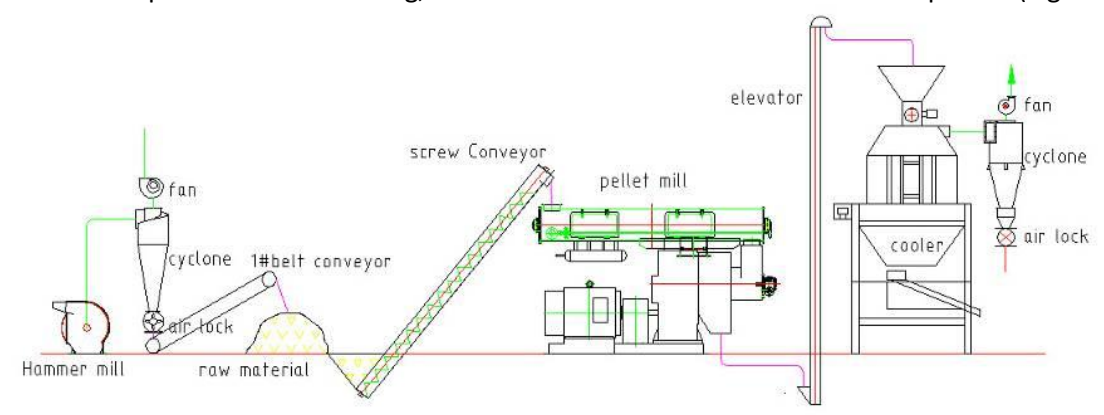 elevator
fan
cyclone
screw Conveyor
pellet mill
fan
cyclone
1#belt conveyor
air lock
cooler
air lock
Hammer mill
raw material